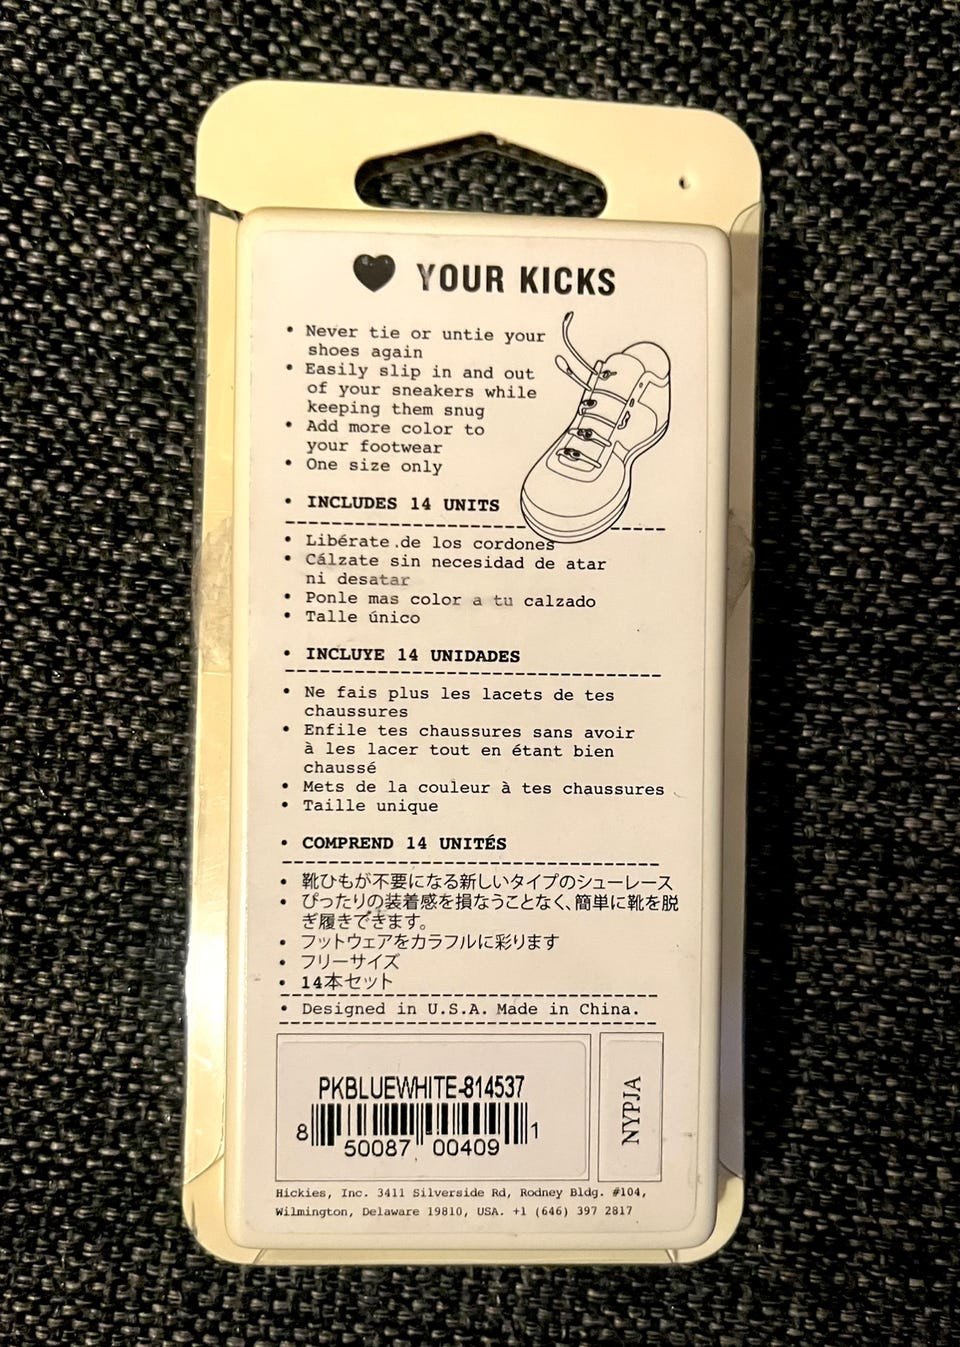 ♥ YOUR KICKS
• Never tie or untie your
shoes again
• Easily slip in and out
of your sneakers while
keeping them snug
• Add more color to
your footwear
• One size only
• INCLUDES 14 UNITS
• Libérate de los cordones
• Cálzate sin necesidad de atar
ni desatar
• Ponle mas color a tu calzado
• Talle único
• INCLUYE 14 UNIDADES
• Ne fais plus les lacets de tes
chaussures
• Enfile tes chaussures sans avoir
à les lacer tout en étant bien
chaussé
• Mets de la couleur à tes chaussures
• Taille unique
• COMPREND 14 UNITÉS
• 靴ひもが不要になる新しいタイプのシューレース
• ぴったりの装着感を損なうことなく、簡単に靴を脱
ぎ履きできます。
• フットウェアをカラフルに彩ります
• フリーサイズ
• 14本セット
• Designed in U.S.A. Made in China.
PKBLUEWHITE-814537
8 50087 00409 1
NYPJA
Hickies, Inc. 3411 Silverside Rd, Rodney Bldg. #104,
Wilmington, Delaware 19810, USA. +1 (646) 397 2817